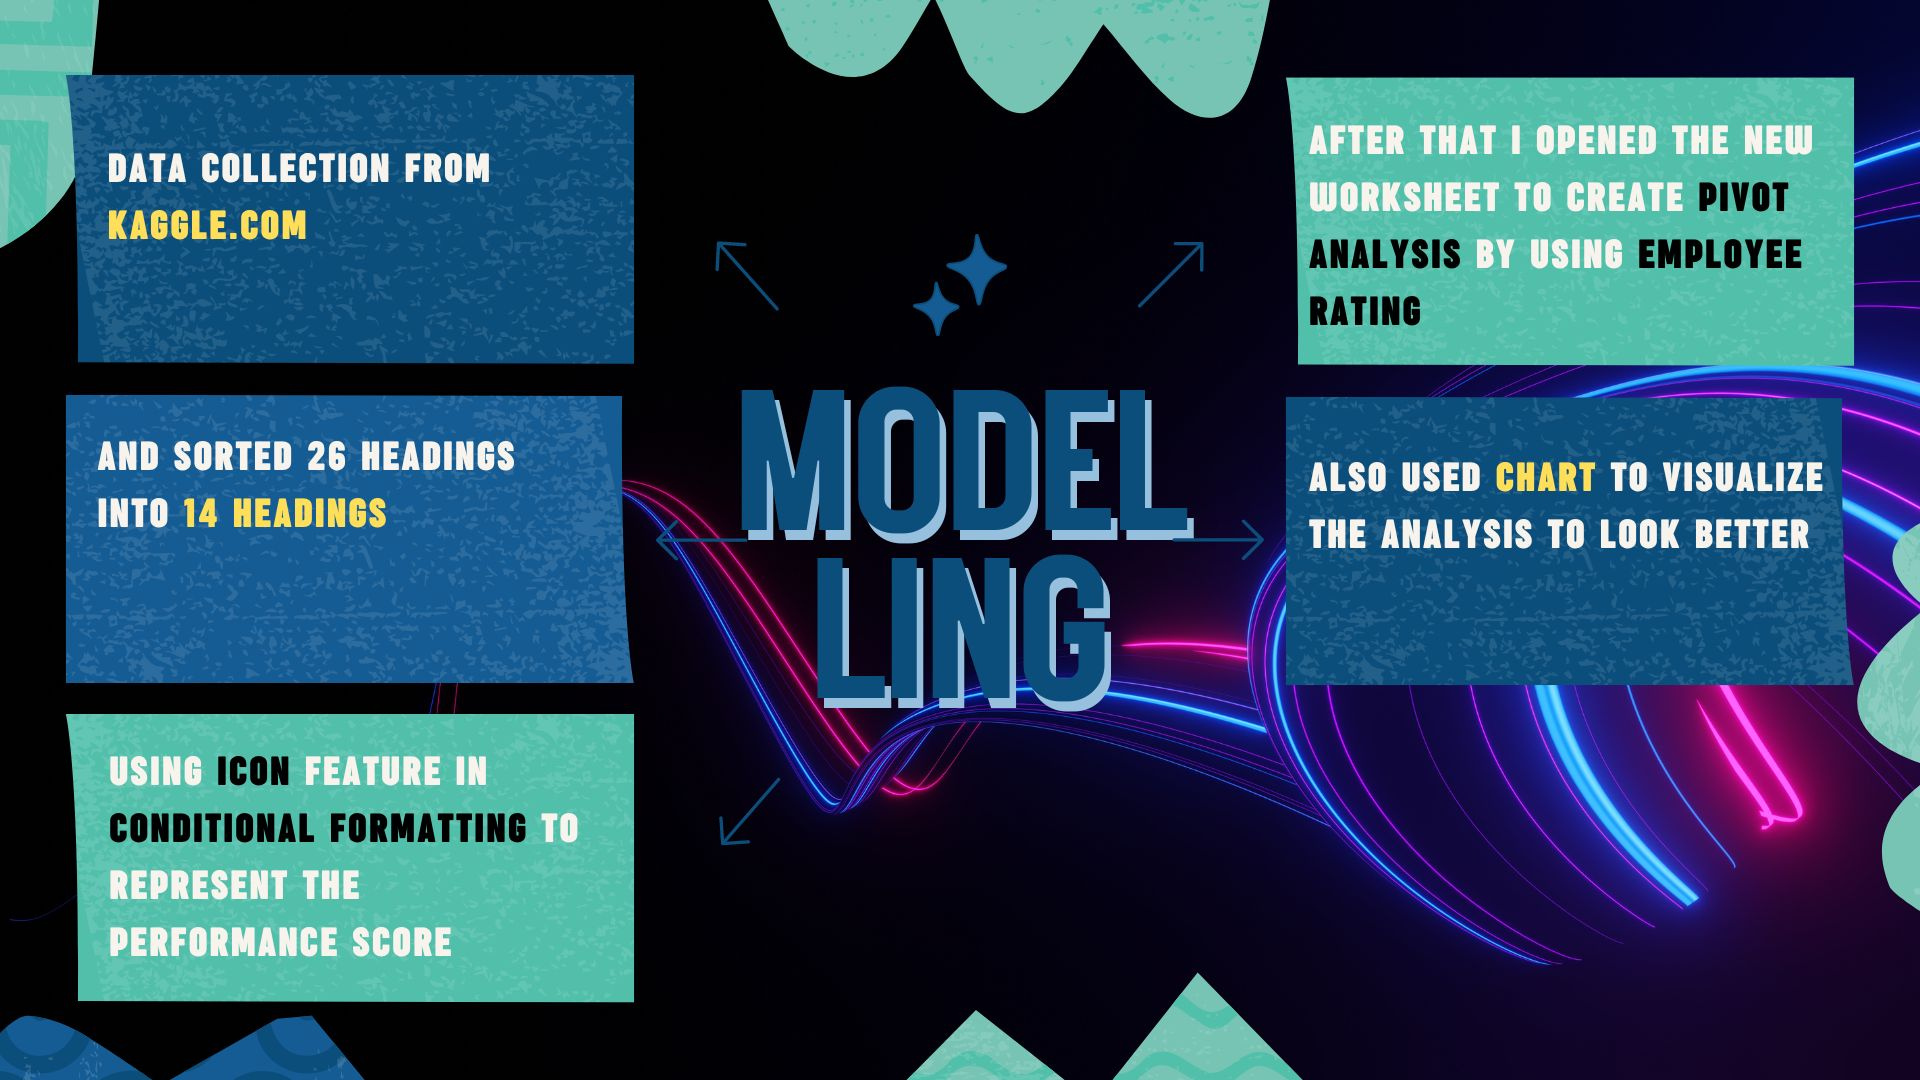 DATA COLLECTION FROM
KAGGLE.COM
AND SORTED 26 HEADINGS
INTO 14 HEADINGS
USING ICON FEATURE IN
CONDITIONAL FORMATTING TO
REPRESENT THE
PERFORMANCE SCORE
MODEL
LING
AFTER THAT I OPENED THE NEW
WORKSHEET TO CREATE PIVOT
ANALYSIS BY USING EMPLOYEE
RATING
ALSO USED CHART TO VISUALIZE
THE ANALYSIS TO LOOK BETTER